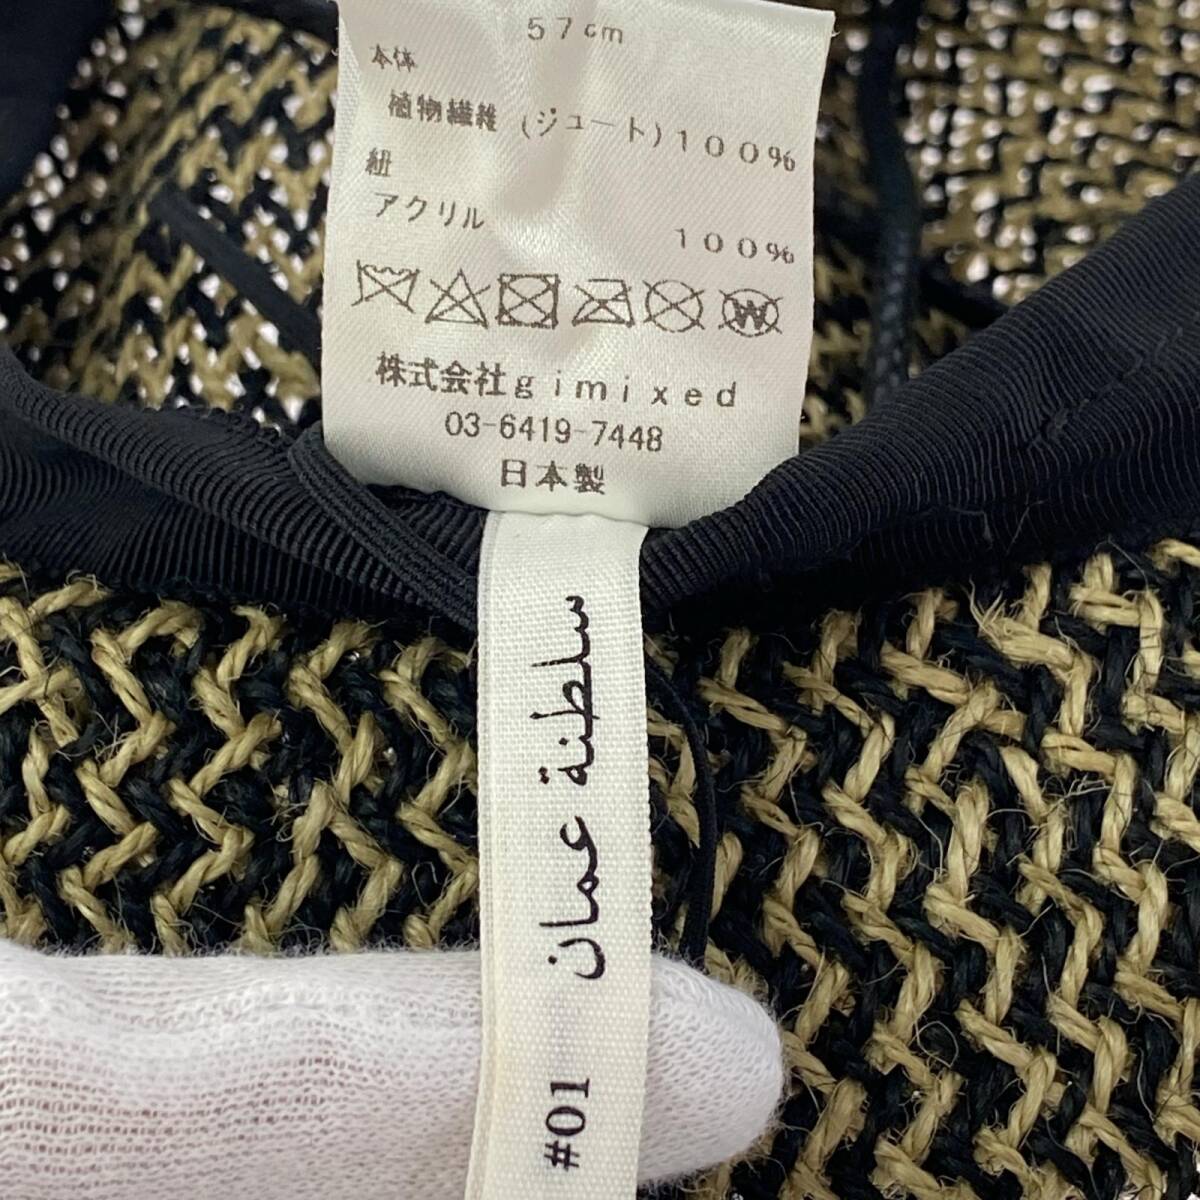 57cm
本体
植物繊維 (ジュート) 100%
紐
アクリル 100%
株式会社gimixed
03-6419-7448
日本製
سلطنة عمان
#01